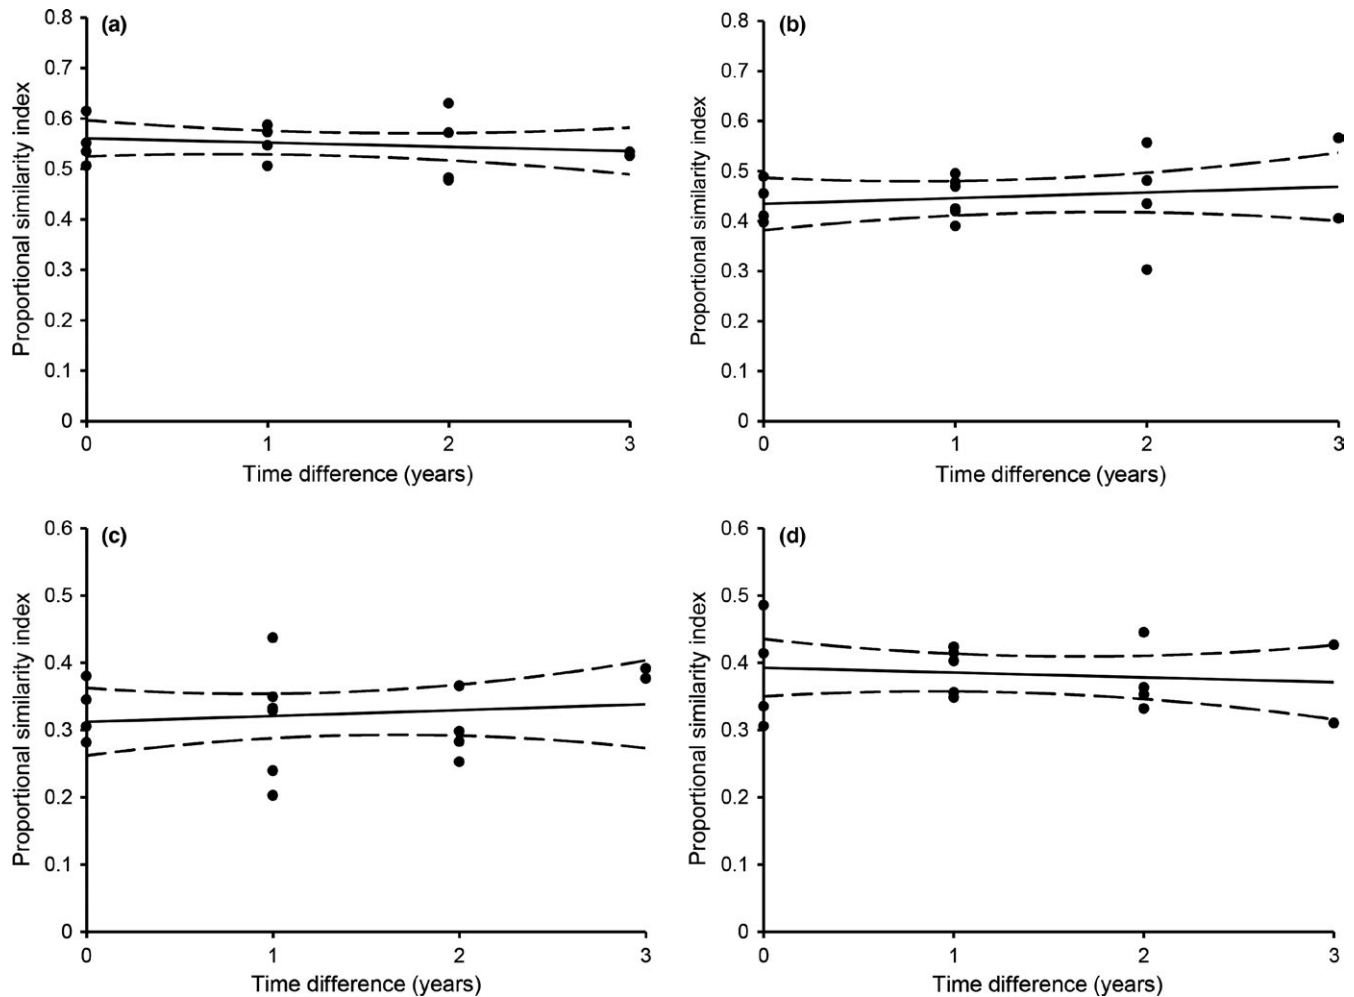 (a)
0.8
0.7
0.6
0.5
0.4
0.3
0.2
0.1
0
Proportional similarity index
0 1 2 3
Time difference (years)
(b)
0.8
0.7
0.6
0.5
0.4
0.3
0.2
0.1
0
Proportional similarity index
0 1 2 3
Time difference (years)
(c)
0.6
0.5
0.4
0.3
0.2
0.1
0
Proportional similarity index
0 1 2 3
Time difference (years)
(d)
0.6
0.5
0.4
0.3
0.2
0.1
0
Proportional similarity index
0 1 2 3
Time difference (years)